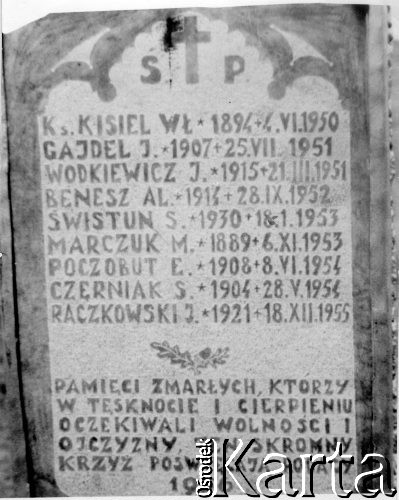 Karta
Ś P
Ks. KISIEL WŁ * 1894 + 4.VI.1950
GAJDEL J. * 1907 + 25.VII. 1951
WODKIEWICZ J. * 1915 + 21.III.1951
BENESZ AL. * 1914 + 28.IX.1952
ŚWISTUN S. * 1930 + 18.1.1953
MARCZUK M. * 1889 + 6.XI.1953
POCZOBUT E. * 1908 + 8.VI.1954
CZERNIAK S. * 1904 + 28.V.1954
RACZKOWSKI J. * 1921 + 18.XII.1955
PAMIĘCI ZMARŁYCH, KTÓRZY
W TĘSKNOCIE I CIERPIENIU
OCZEKIWALI WOLNOŚCI I
OJCZYZNY, SKROMNY
KRZYŻ
Ośrodek Karta